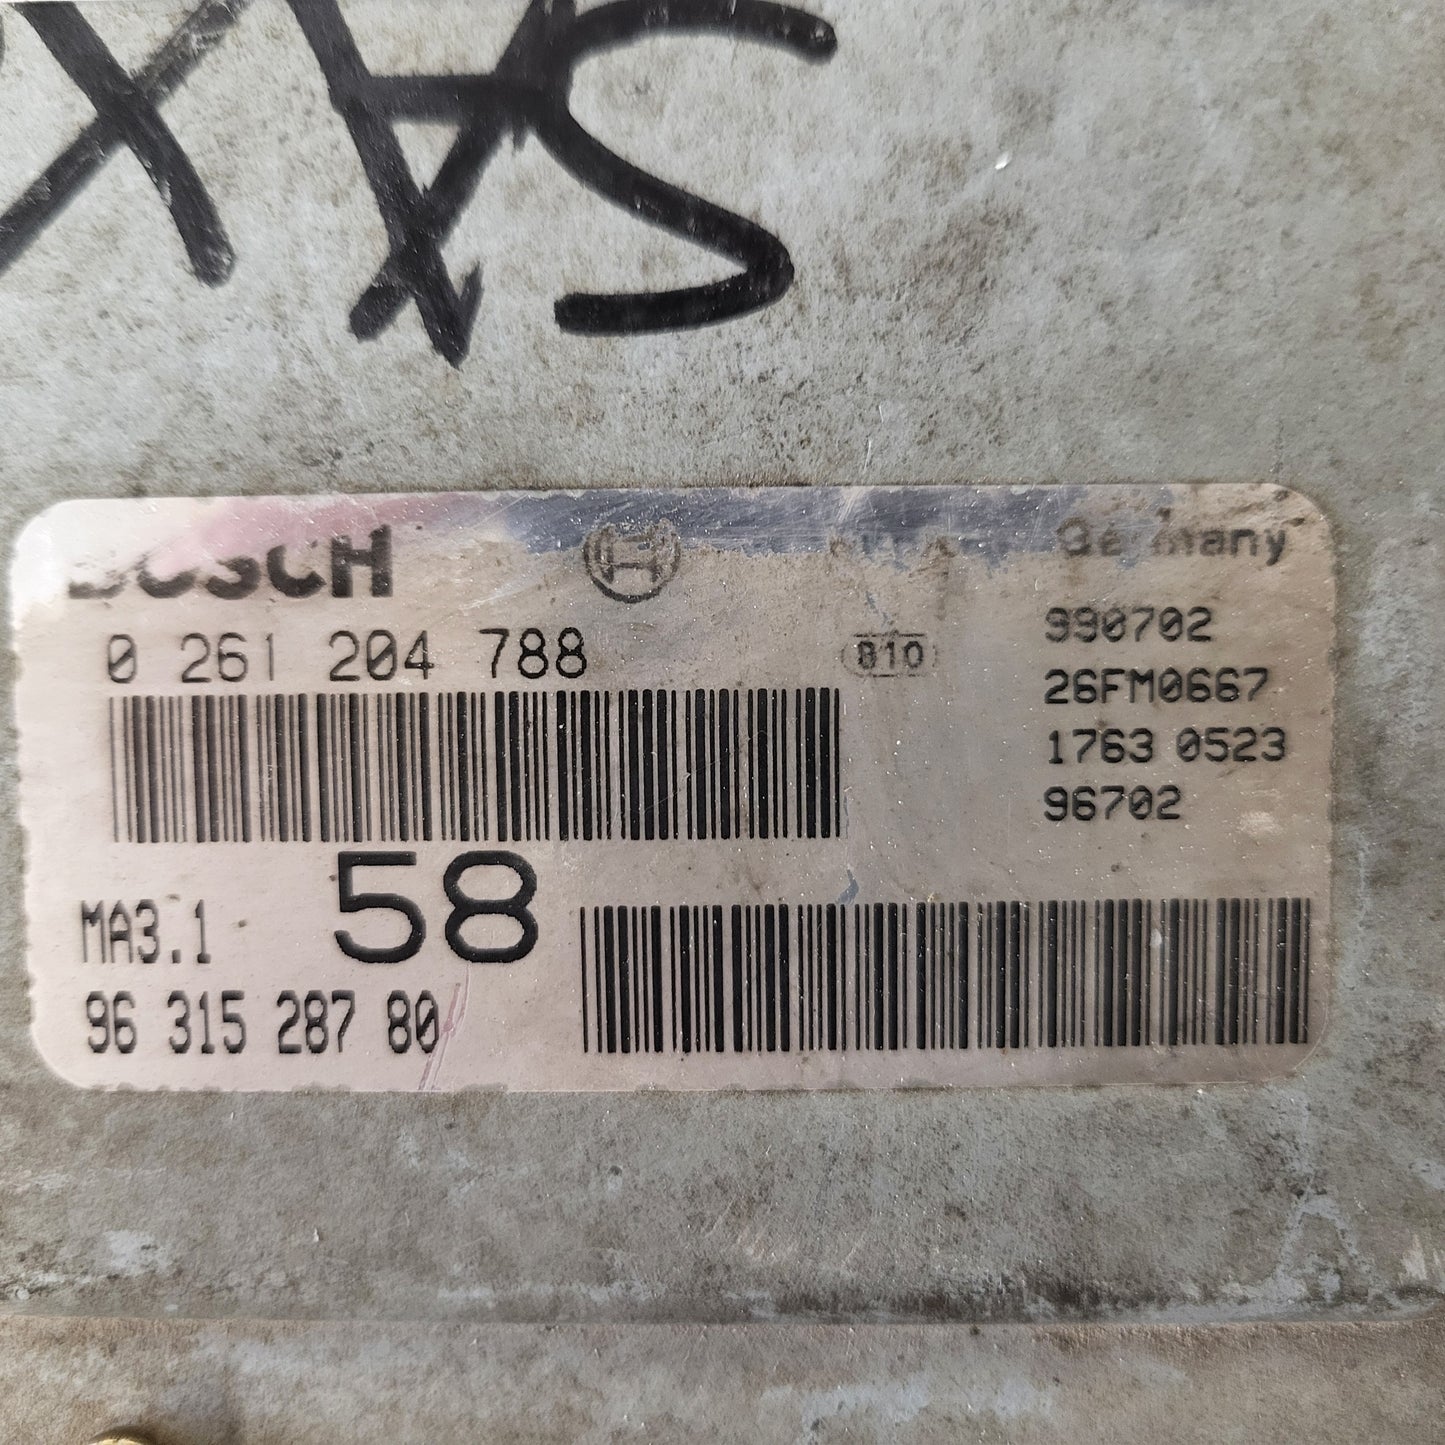 SAX
BOSCH
Germany
0 261 204 788
810
990702
26FM0667
1763 0523
96702
MA3.1
58
96 315 287 80